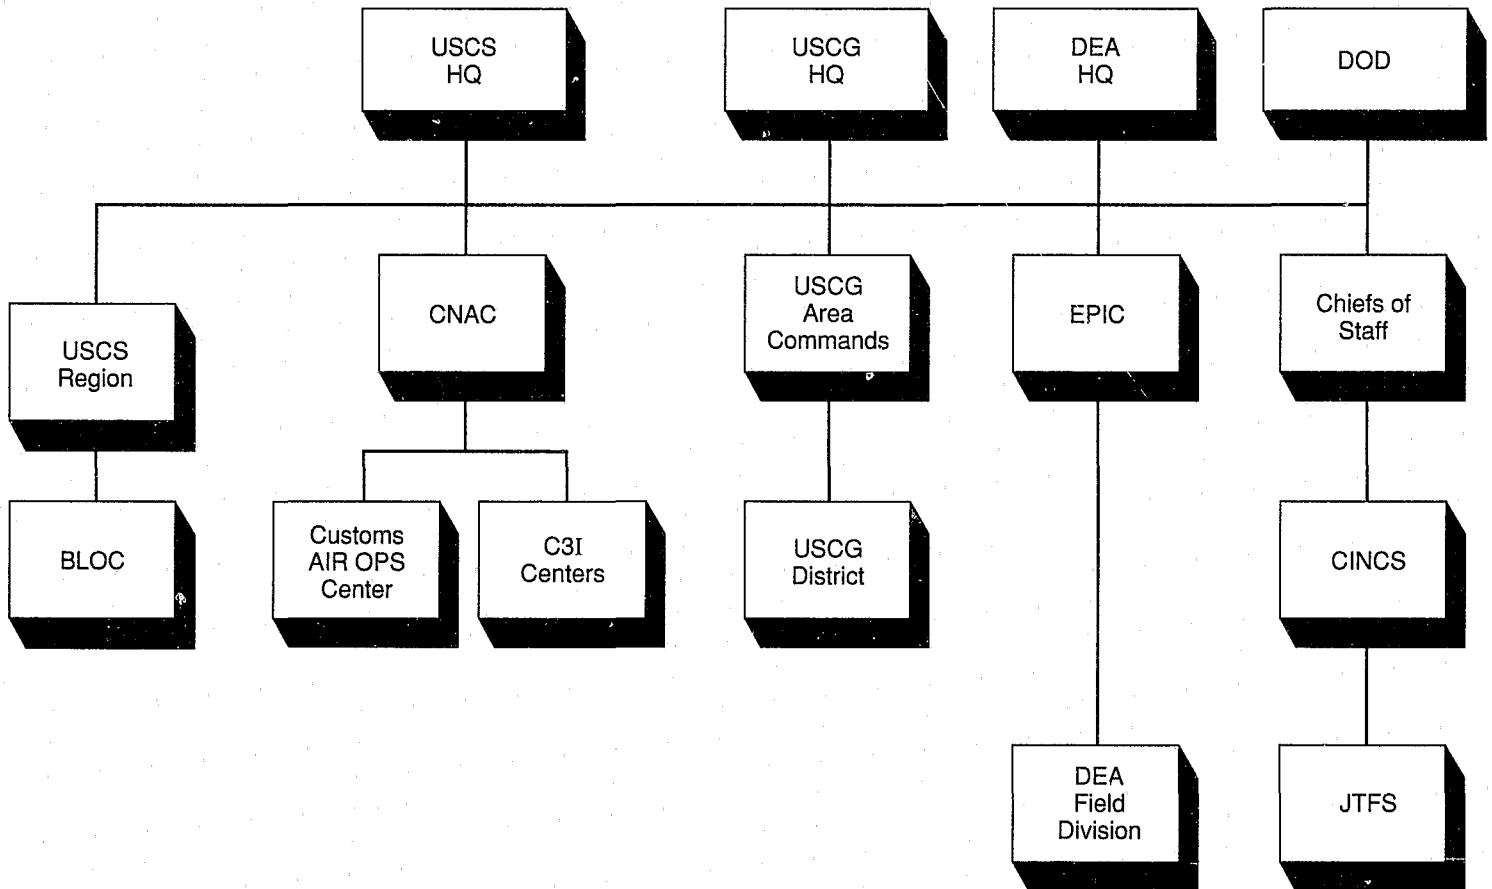 USCS
HQ
USCG
HQ
DEA
HQ
DOD
USCS
Region
CNAC
USCG
Area
Commands
EPIC
Chiefs of
Staff
BLOC
Customs
AIR OPS
Center
C3I
Centers
USCG
District
CINCS
DEA
Field
Division
JTFS